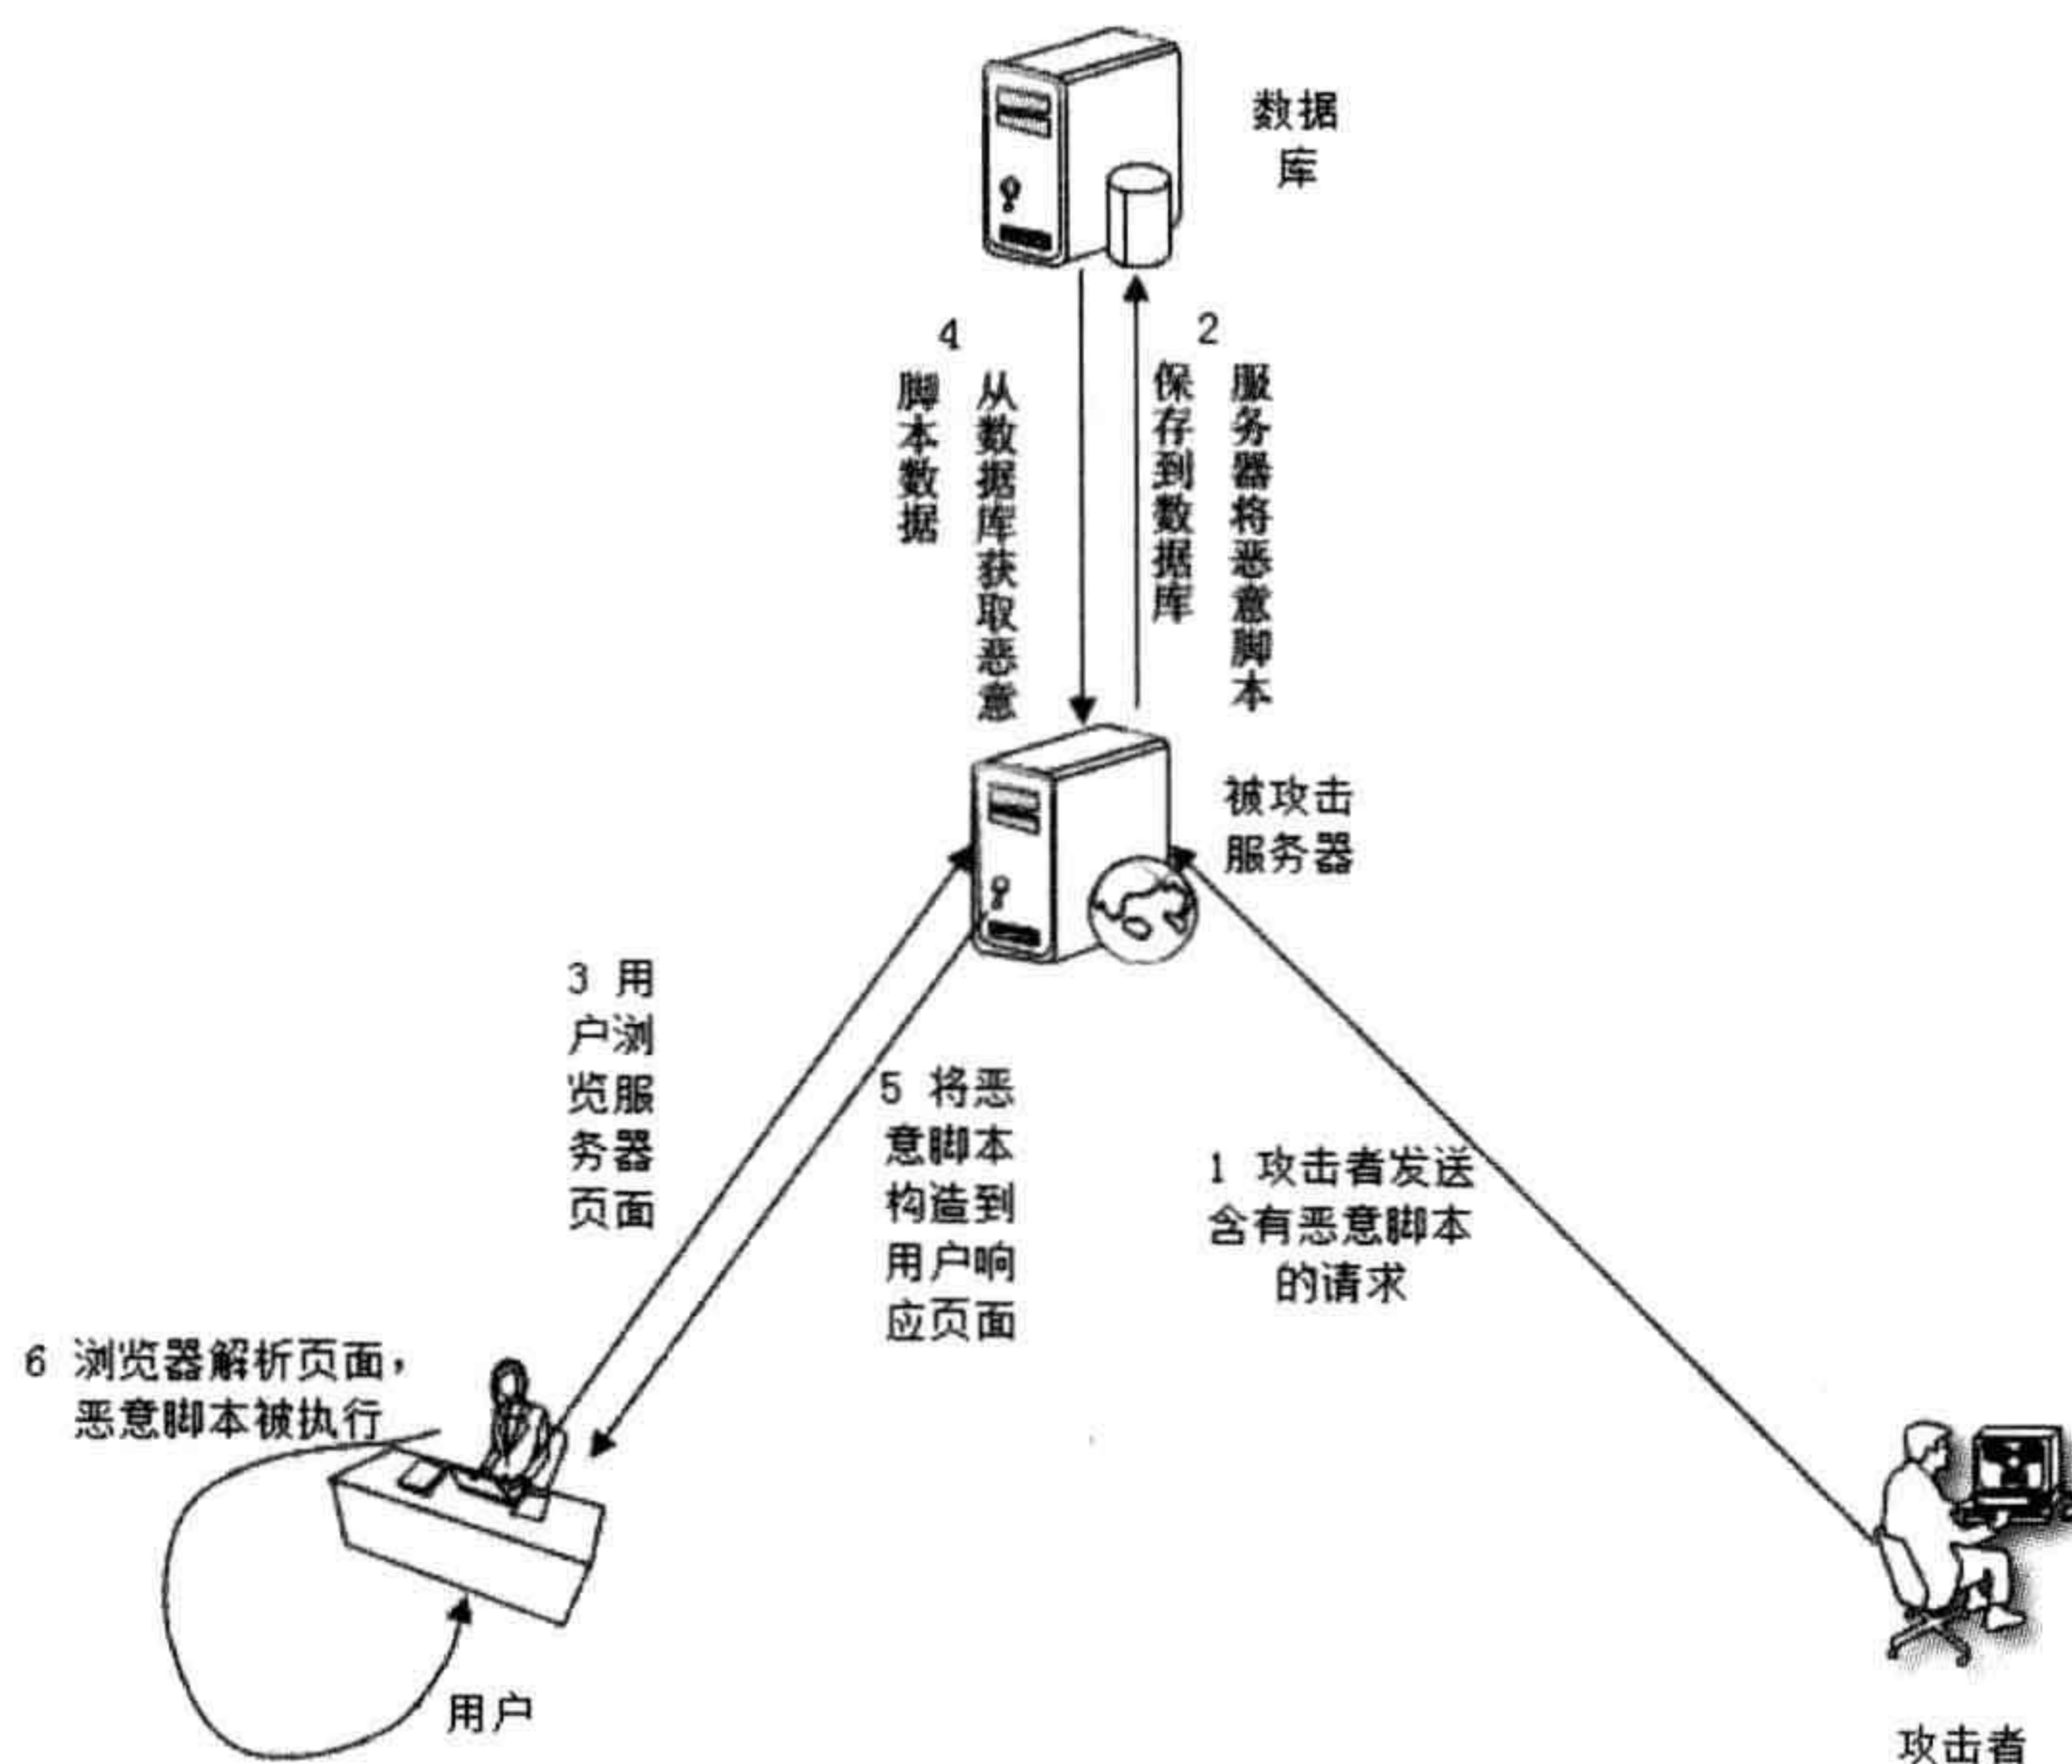 数据
库
4
从数据库获取恶意
脚本数据
2
服务器将恶意脚本
保存到数据库
被攻击
服务器
3 用
户浏
览服
务器
页面
5 将恶
意脚本
构造到
用户响
应页面
1 攻击者发送
含有恶意脚本
的请求
6 浏览器解析页面，
恶意脚本被执行
用户
攻击者